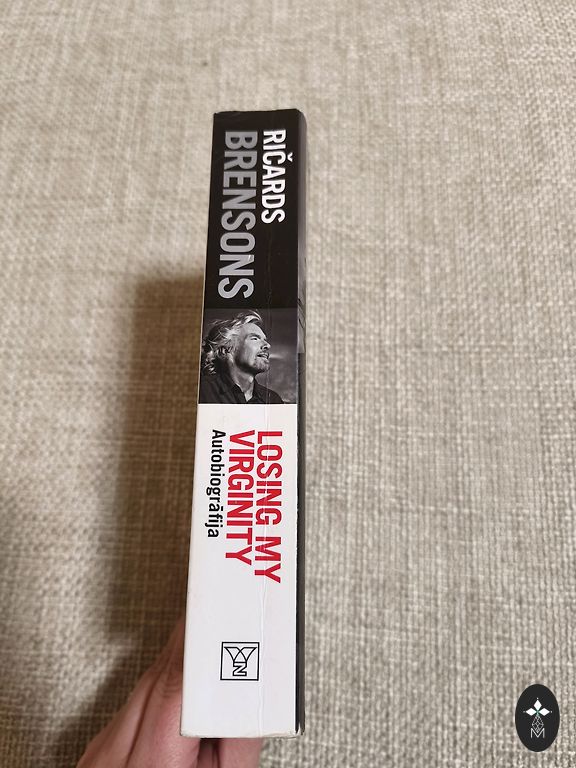 RIČARDS
BRENSONS
LOSING MY
VIRGINITY
Autobiogrāfija